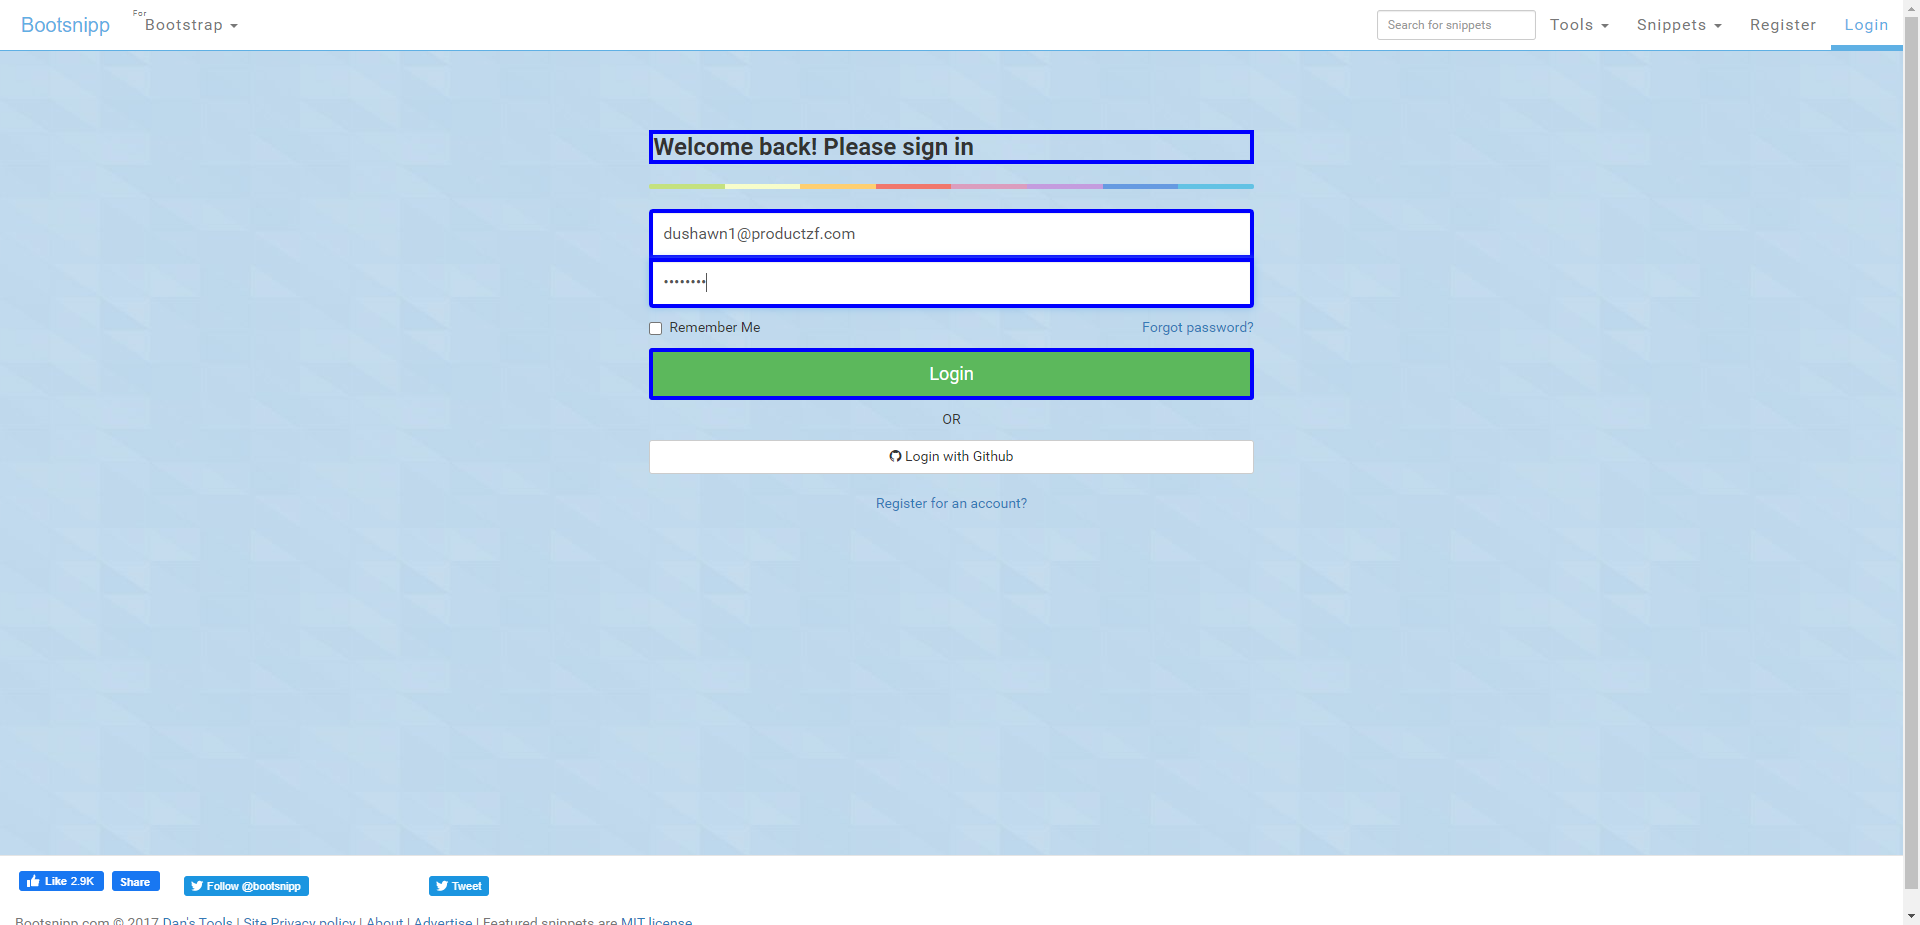 Bootsnipp
For
Bootstrap
Search for snippets
Tools
Snippets
Register
Login
Welcome back! Please sign in
dushawn1@productzf.com
••••••••
Remember Me
Forgot password?
Login
OR
Login with Github
Register for an account?
Like 2.9K
Share
Follow @bootsnipp
Tweet
Bootsnipp.com © 2017 Dan's Tools | Site Privacy policy | About | Advertise | Featured snippets are MIT license